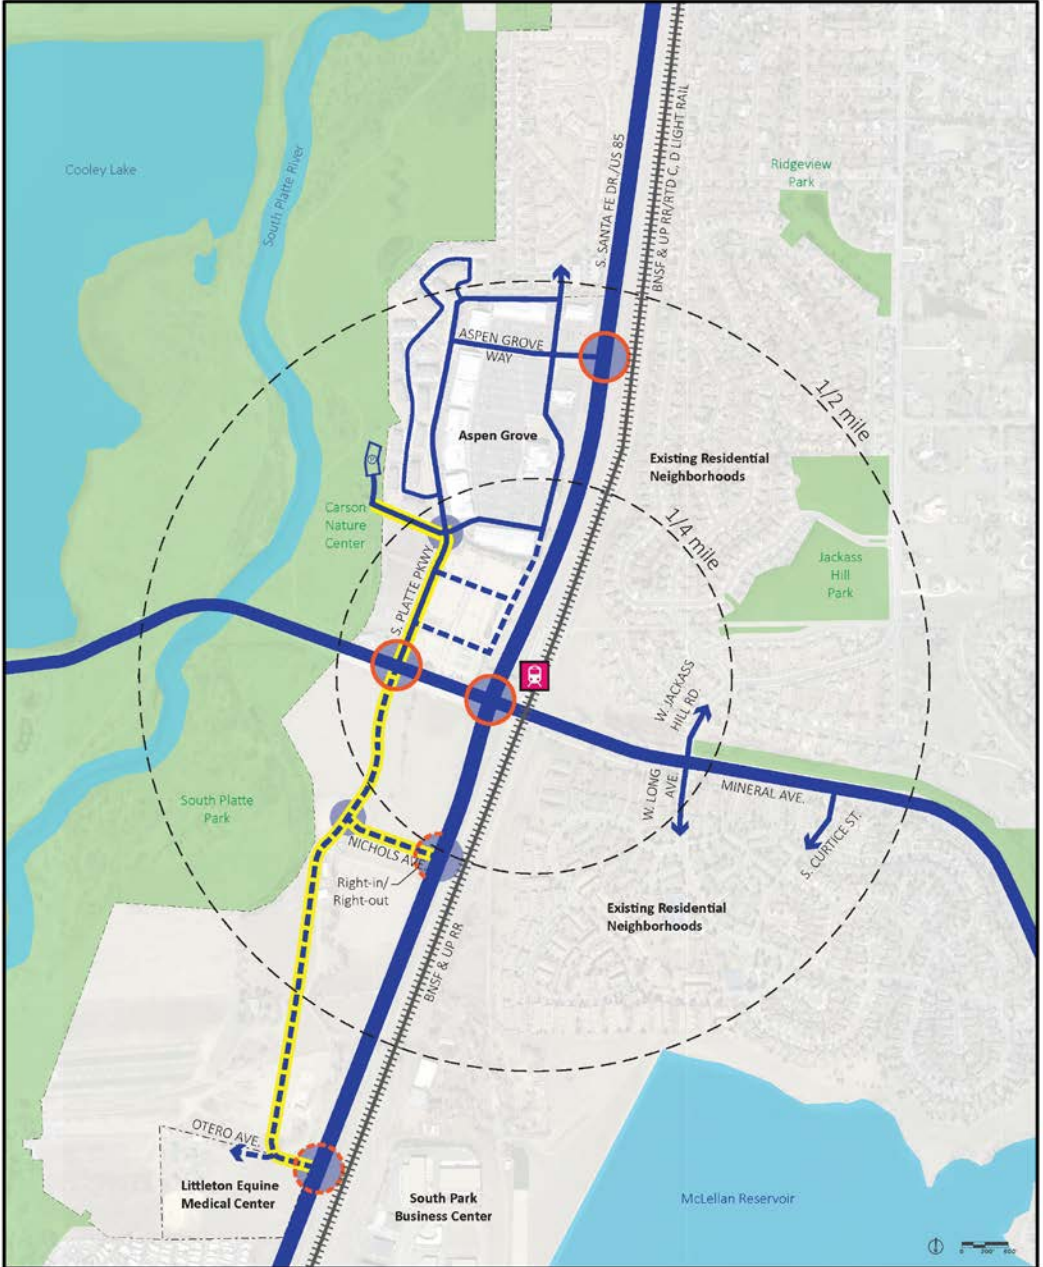 Cooley Lake
South Platte River
S. SANTA FE DR./US 85
BNSF & UP RR/RTD C, D LIGHT RAIL
Ridgeview
Park
ASPEN GROVE
WAY
Aspen Grove
1/2 mile
Existing Residential
Neighborhoods
Carson
Nature
Center
1/4 mile
Jackass
Hill
Park
S. PLATTE PKWY
W. JACKASS
HILL RD.
W. LONG
AVE.
MINERAL AVE.
S. CURTICE ST.
South Platte
Park
NICHOLS AVE
Right-in/
Right-out
Existing Residential
Neighborhoods
BNSF & UP RR
OTERO AVE.
Littleton Equine
Medical Center
South Park
Business Center
McLellan Reservoir
0 200' 800'